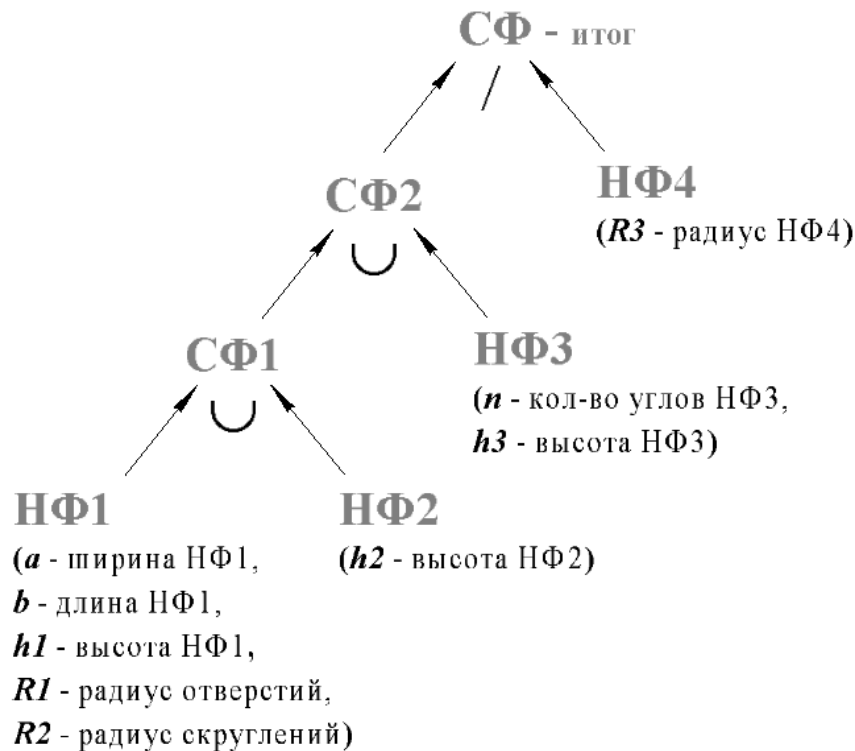 СФ - итог
НФ4
(R3 - радиус НФ4)
СФ2
∪
СФ1
НФ3
(n - кол-во углов НФ3,
h3 - высота НФ3)
∪
НФ1
(a - ширина НФ1,
b - длина НФ1,
h1 - высота НФ1,
R1 - радиус отверстий,
R2 - радиус скруглений)
НФ2
(h2 - высота НФ2)